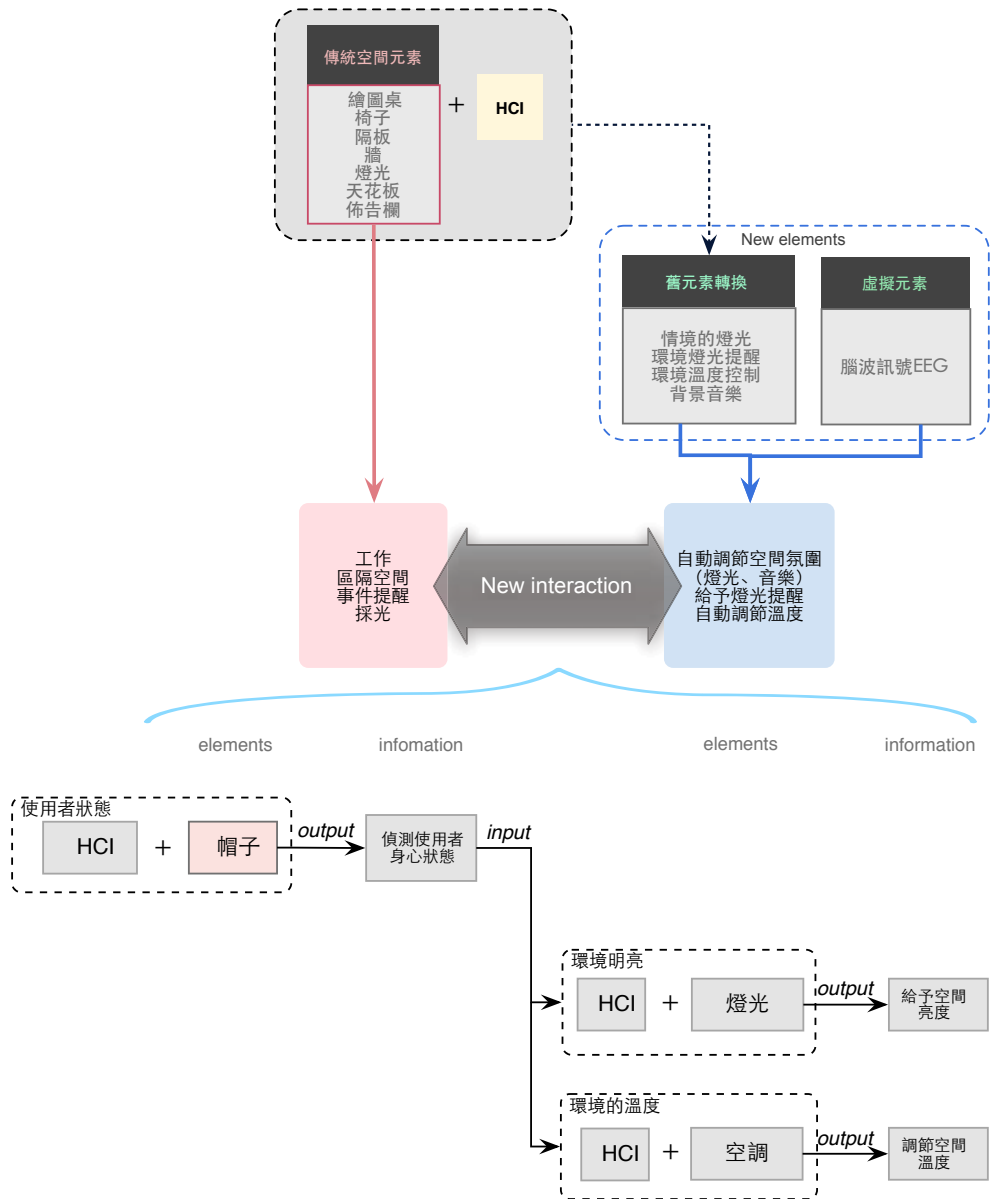 傳統空間元素
繪圖桌
椅子
隔板
牆
燈光
天花板
佈告欄
+
HCI
New elements
舊元素轉換
情境的燈光
環境燈光提醒
環境溫度控制
背景音樂
虛擬元素
腦波訊號EEG
工作
區隔空間
事件提醒
採光
New interaction
自動調節空間氛圍
（燈光、音樂）
給予燈光提醒
自動調節溫度
elements
infomation
elements
information
使用者狀態
HCI
+
帽子
output
偵測使用者
身心狀態
input
環境明亮
HCI
+
燈光
output
給予空間
亮度
環境的溫度
HCI
+
空調
output
調節空間
溫度